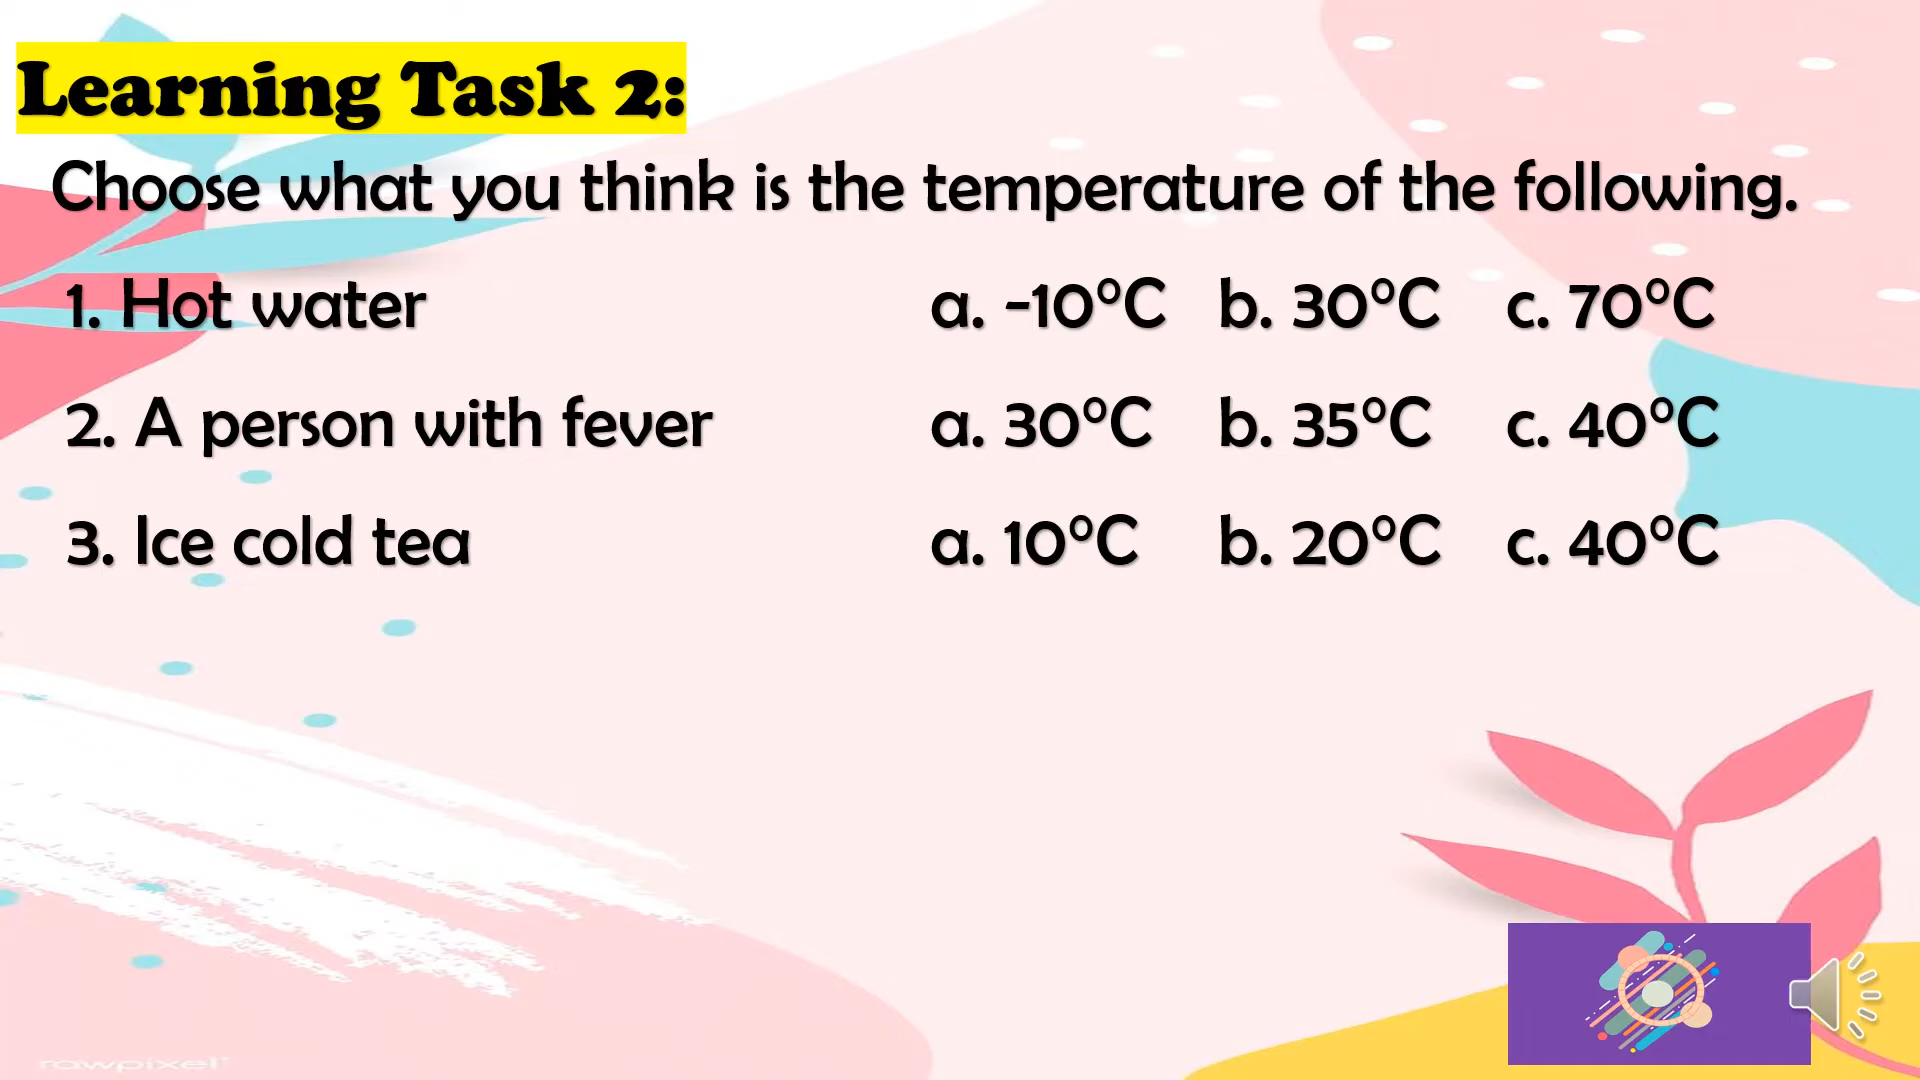 Learning Task 2:
Choose what you think is the temperature of the following.
1. Hot water a. -10°C b. 30°C c. 70°C
2. A person with fever a. 30°C b. 35°C c. 40°C
3. Ice cold tea a. 10°C b. 20°C c. 40°C
rawpixel